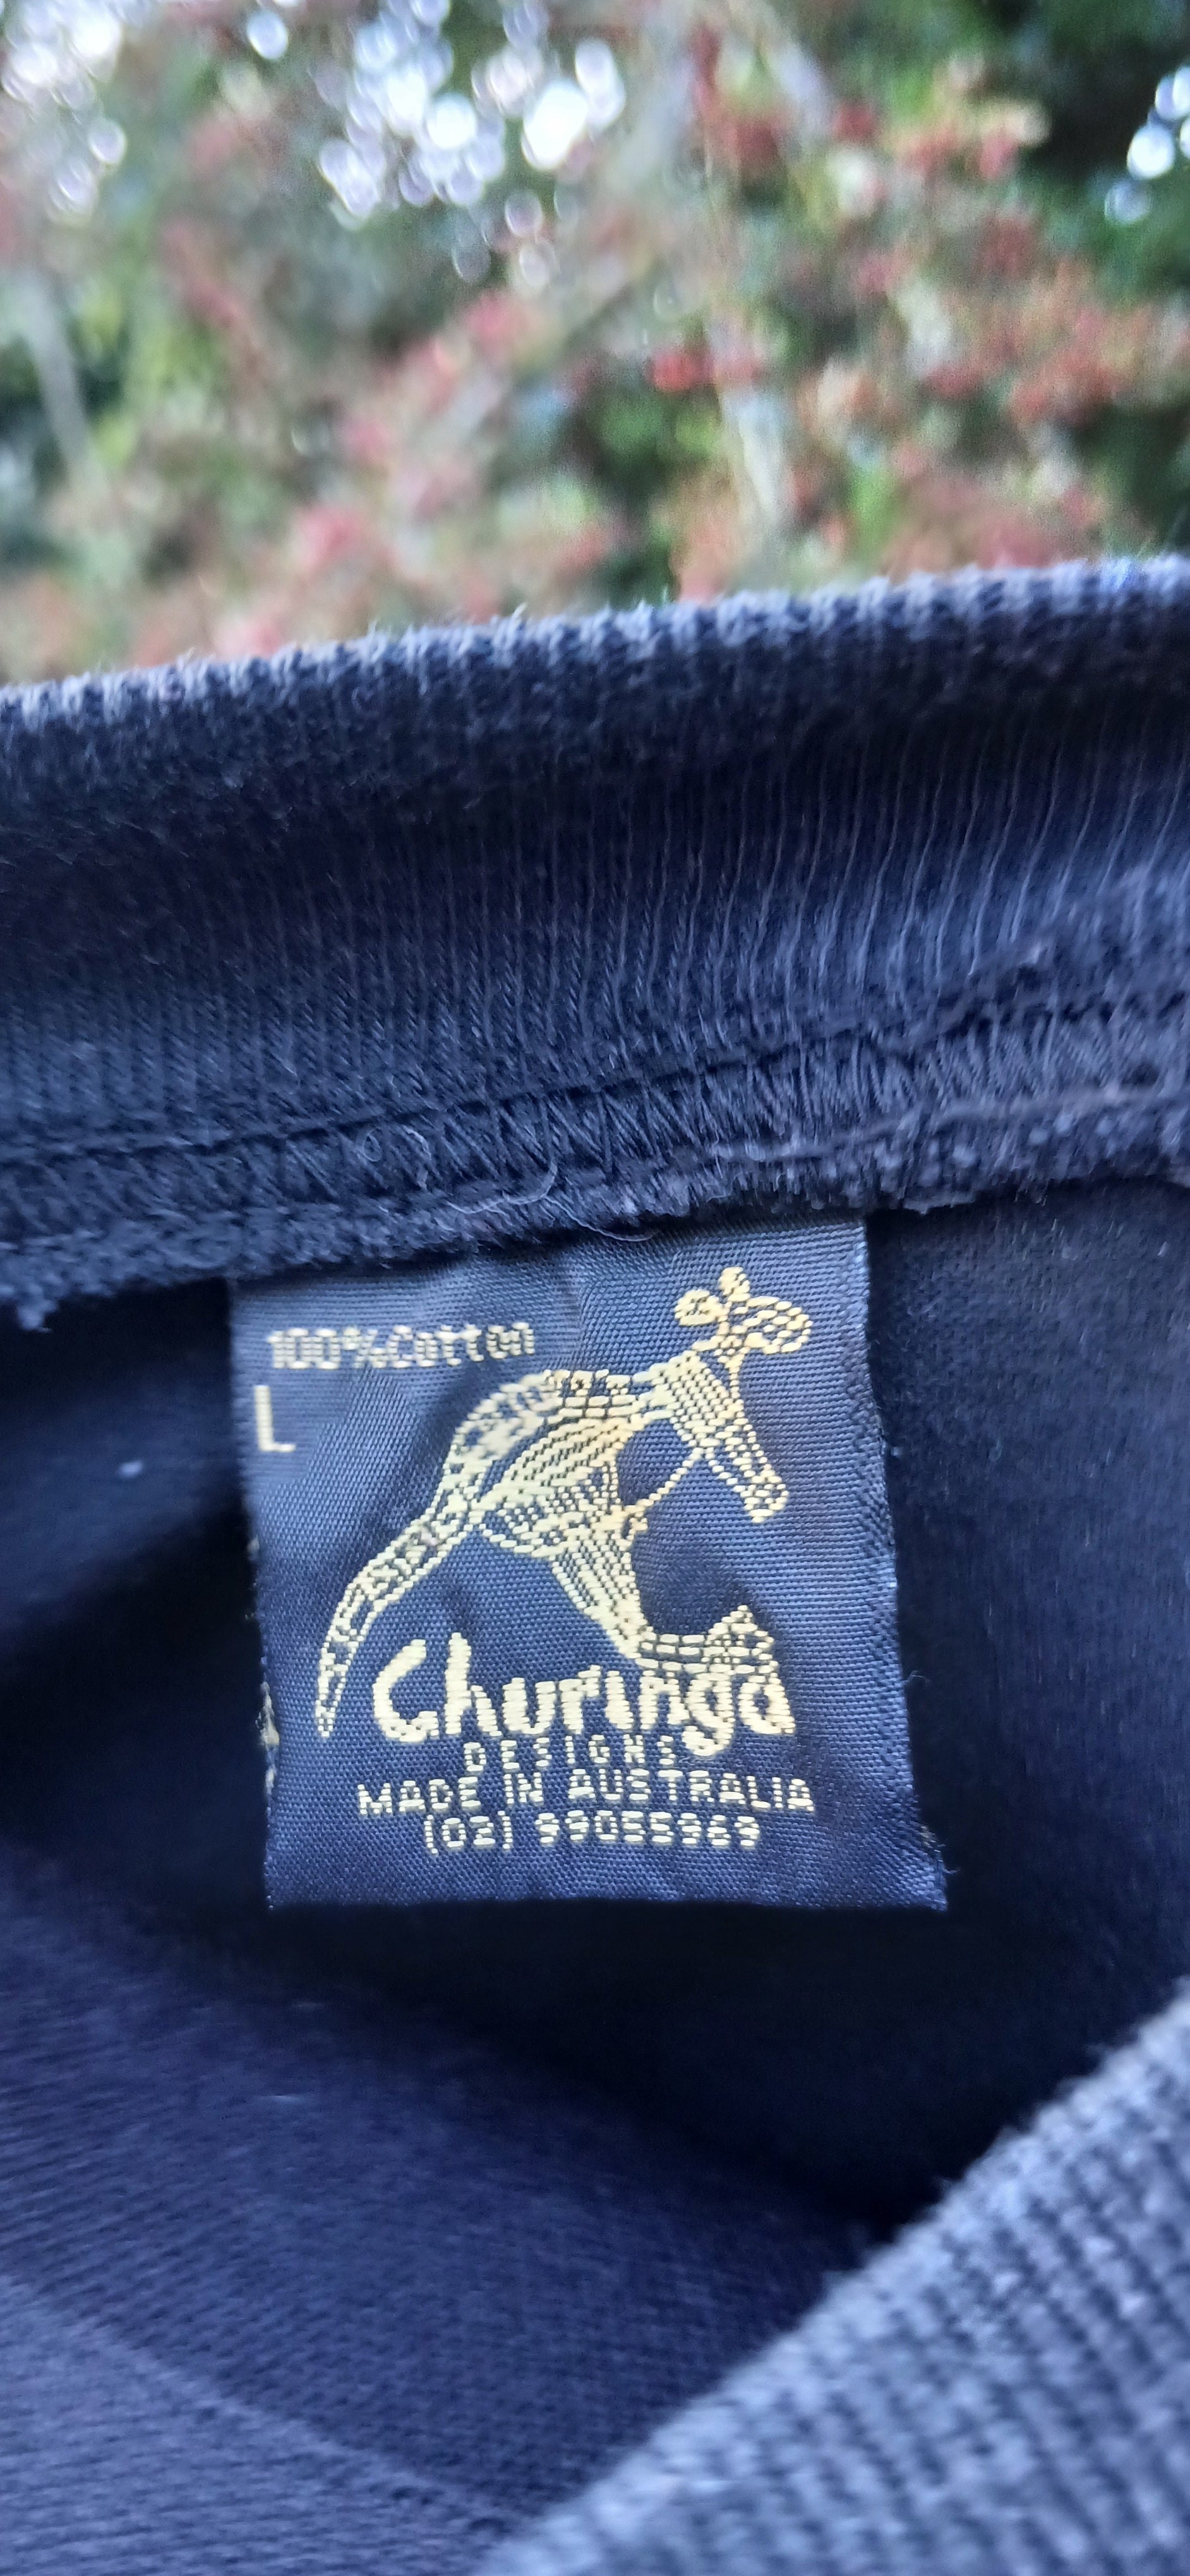 100%Cotton
L
Churinga
DESIGNS
MADE IN AUSTRALIA
(02) 99055969